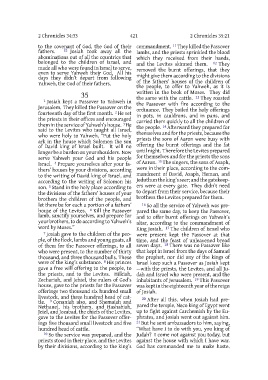 2 Chronicles 34:33
421
2 Chronicles 35:21
to the covenant of God, the God of their
fathers. 33 Josiah took away all the
abominations out of all the countries that
belonged to the children of Israel, and
made all who were found in Israel to serve,
even to serve Yahweh their God. All his
days they didn't depart from following
Yahweh, the God of their fathers.
35
1 Josiah kept a Passover to Yahweh in
Jerusalem. They killed the Passover on the
fourteenth day of the first month. 2 He set
the priests in their offices and encouraged
them in the service of Yahweh's house. 3 He
said to the Levites who taught all Israel,
who were holy to Yahweh, "Put the holy
ark in the house which Solomon the son
of David king of Israel built. It will no
longer be a burden on your shoulders. Now
serve Yahweh your God and his people
Israel. 4 Prepare yourselves after your fa-
thers' houses by your divisions, according
to the writing of David king of Israel, and
according to the writing of Solomon his
son. 5 Stand in the holy place according to
the divisions of the fathers' houses of your
brothers the children of the people, and
let there be for each a portion of a fathers'
house of the Levites. 6 Kill the Passover
lamb, sanctify yourselves, and prepare for
your brothers, to do according to Yahweh's
word by Moses."
7 Josiah gave to the children of the peo-
ple, of the flock, lambs and young goats, all
of them for the Passover offerings, to all
who were present, to the number of thirty
thousand, and three thousand bulls. These
were of the king's substance. 8 His princes
gave a free will offering to the people, to
the priests, and to the Levites. Hilkiah,
Zechariah, and Jehiel, the rulers of God's
house, gave to the priests for the Passover
offerings two thousand six hundred small
livestock, and three hundred head of cat-
tle. 9 Conaniah also, and Shemaiah and
Nethanel, his brothers, and Hashabiah,
Jeiel, and Jozabad, the chiefs of the Levites,
gave to the Levites for the Passover offer-
ings five thousand small livestock and five
hundred head of cattle.
10 So the service was prepared, and the
priests stood in their place, and the Levites
by their divisions, according to the king's
commandment. 11 They killed the Passover
lambs, and the priests sprinkled the blood
which they received from their hands,
and the Levites skinned them. 12 They
removed the burnt offerings, that they
might give them according to the divisions
of the fathers' houses of the children of
the people, to offer to Yahweh, as it is
written in the book of Moses. They did
the same with the cattle. 13 They roasted
the Passover with fire according to the
ordinance. They boiled the holy offerings
in pots, in cauldrons, and in pans, and
carried them quickly to all the children of
the people. 14 Afterward they prepared for
themselves and for the priests, because the
priests the sons of Aaron were busy with
offering the burnt offerings and the fat
until night. Therefore the Levites prepared
for themselves and for the priests the sons
of Aaron. 15 The singers, the sons of Asaph,
were in their place, according to the com-
mandment of David, Asaph, Heman, and
Jeduthun the king's seer; and the gatekeep-
ers were at every gate. They didn't need
to depart from their service, because their
brothers the Levites prepared for them.
16 So all the service of Yahweh was pre-
pared the same day, to keep the Passover,
and to offer burnt offerings on Yahweh's
altar, according to the commandment of
King Josiah. 17 The children of Israel who
were present kept the Passover at that
time, and the feast of unleavened bread
seven days. 18 There was no Passover like
that kept in Israel from the days of Samuel
the prophet, nor did any of the kings of
Israel keep such a Passover as Josiah kept
—with the priests, the Levites, and all Ju-
dah and Israel who were present, and the
inhabitants of Jerusalem. 19 This Passover
was kept in the eighteenth year of the reign
of Josiah.
20 After all this, when Josiah had pre-
pared the temple, Neco king of Egypt went
up to fight against Carchemish by the Eu-
phrates, and Josiah went out against him.
21 But he sent ambassadors to him, saying,
"What have I to do with you, you king of
Judah? I come not against you today, but
against the house with which I have war.
God has commanded me to make haste.